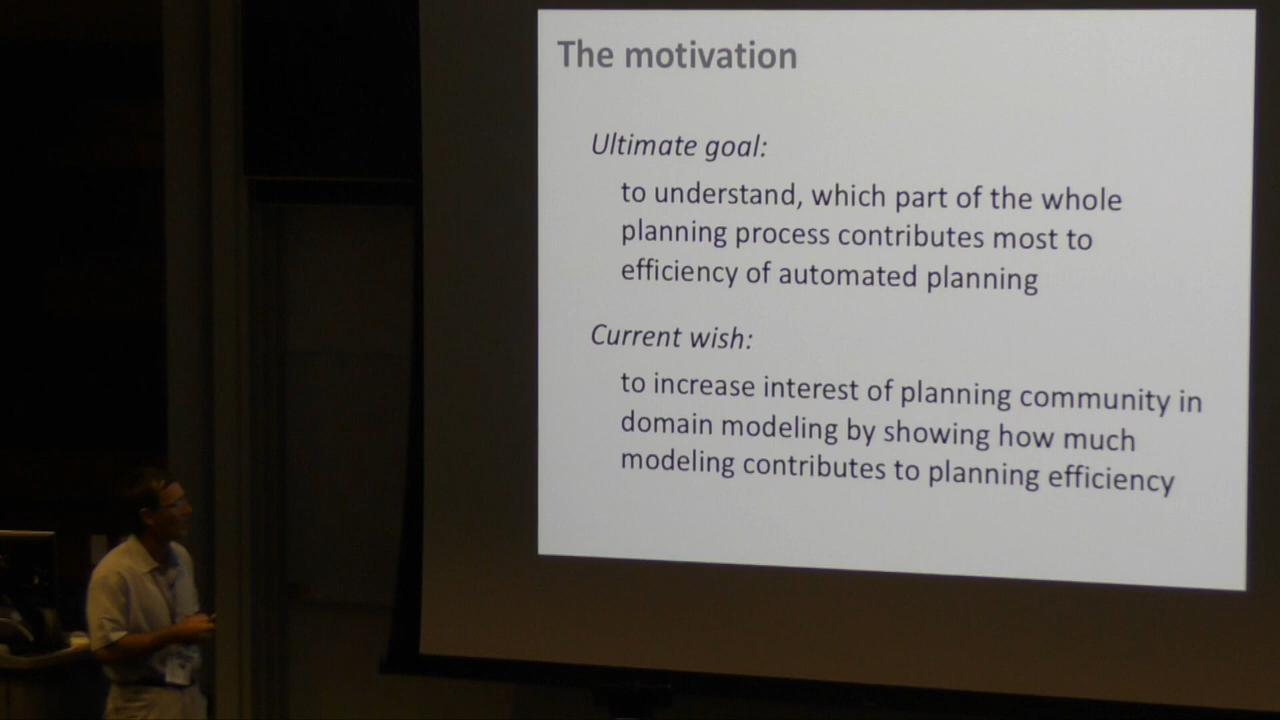 The motivation
Ultimate goal:
to understand, which part of the whole
planning process contributes most to
efficiency of automated planning
Current wish:
to increase interest of planning community in
domain modeling by showing how much
modeling contributes to planning efficiency